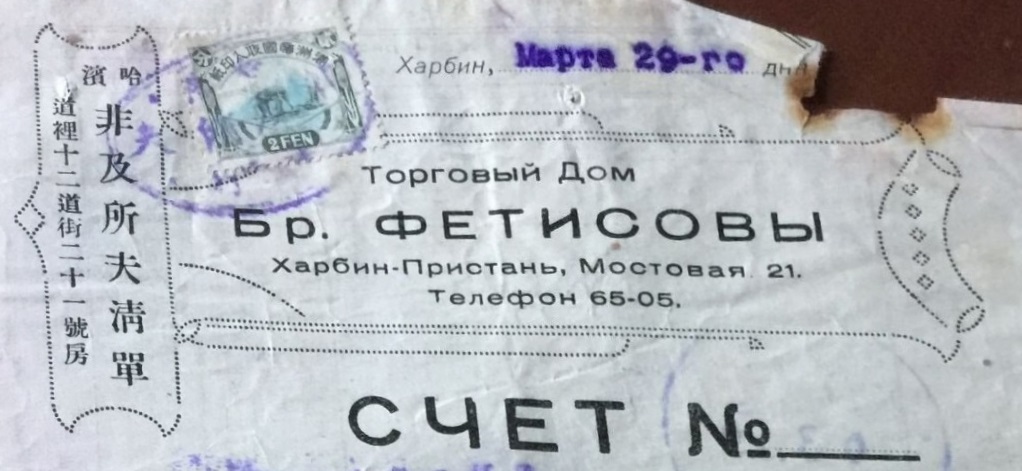 哈濱
非及所夫清單
道裡十二道街二十一號房
2 FEN
Харбин, Марта 29-го дня
Торговый Дом
Бр. ФЕТИСОВЫ
Харбин-Пристань, Мостовая 21.
Телефон 65-05.
СЧЕТ №